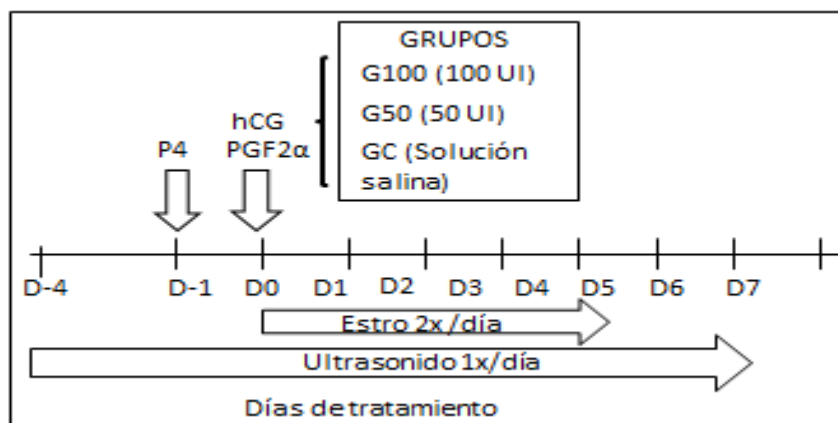 GRUPOS
G100 (100 UI)
G50 (50 UI)
GC (Solución
salina)
hCG
P4 PGF2α
D-4 D-1 D0 D1 D2 D3 D4 D5 D6 D7
Estro 2x/día
Ultrasonido 1x/día
Días de tratamiento